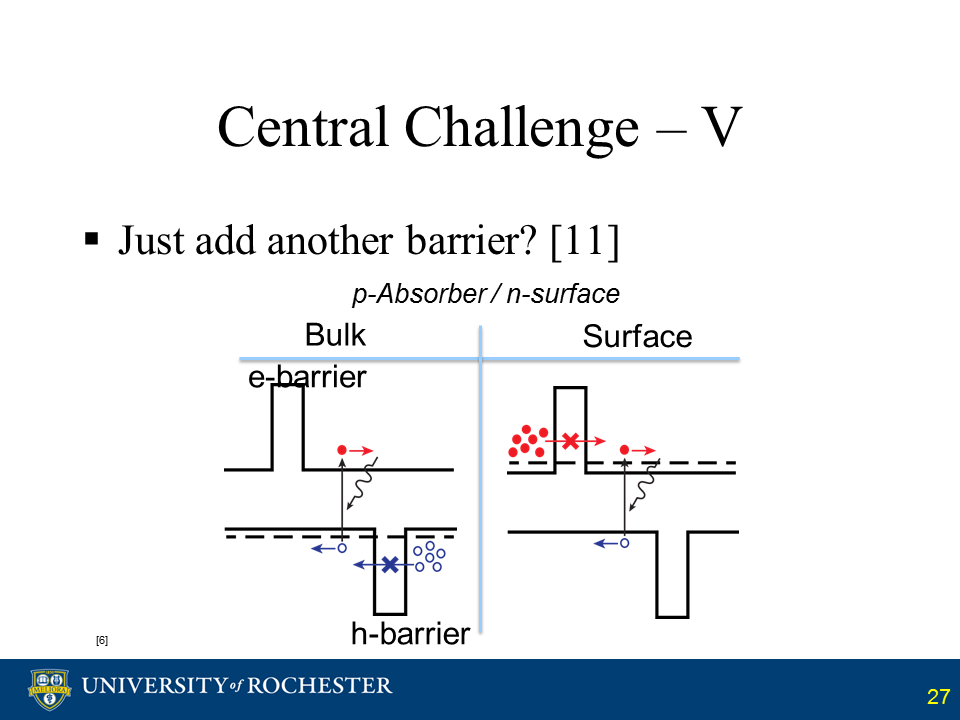 Central Challenge – V
▪ Just add another barrier? [11]
p-Absorber / n-surface
Bulk
Surface
e-barrier
h-barrier
[6]
MELIORA
UNIVERSITY of ROCHESTER
27